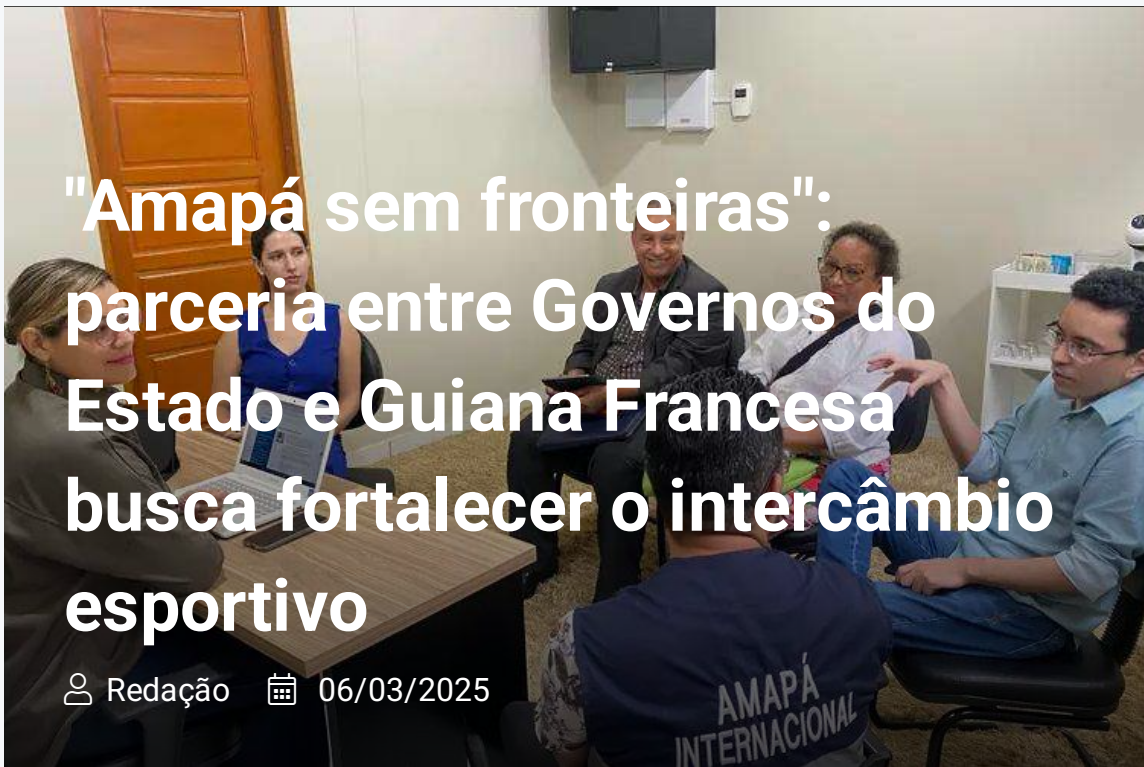 "Amapá sem fronteiras":
parceria entre Governos do
Estado e Guiana Francesa
busca fortalecer o intercâmbio
esportivo
Redação 06/03/2025
AMAPÁ
INTERNACIONAL